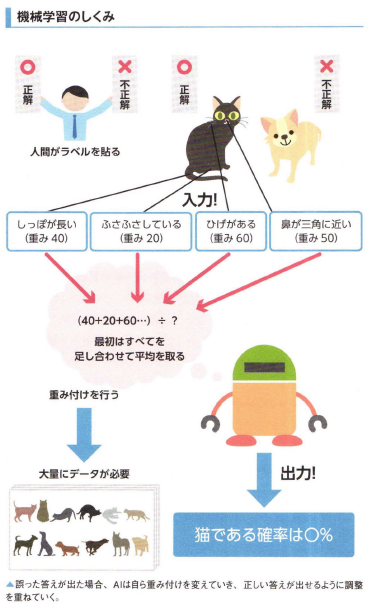 機械学習のしくみ
正解
不正解
正解
不正解
人間がラベルを貼る
入力!
しっぽが長い
(重み 40)
ふさふさしている
(重み 20)
ひげがある
(重み 60)
鼻が三角に近い
(重み 50)
(40+20+60…) ÷ ?
最初はすべてを
足し合わせて平均を取る
重み付けを行う
大量にデータが必要
出力!
猫である確率は〇%
▲誤った答えが出た場合、AIは自ら重み付けを変えていき、正しい答えが出せるように調整
を重ねていく。